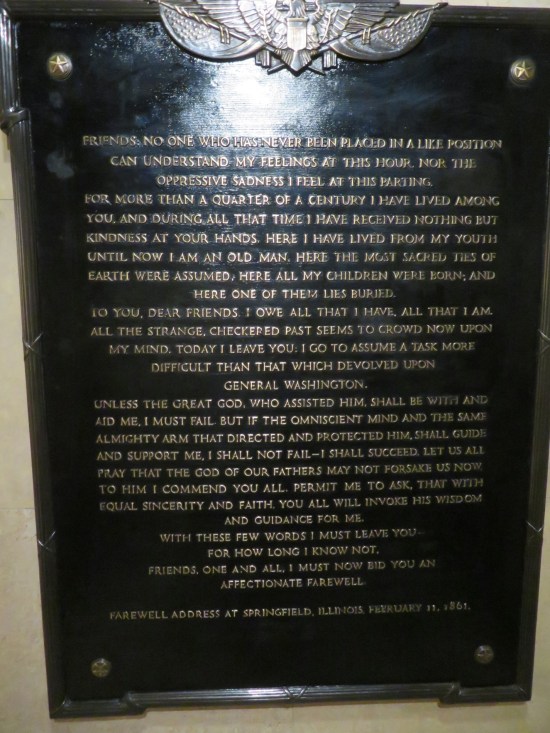 FRIENDS: NO ONE WHO HAS NEVER BEEN PLACED IN A LIKE POSITION
CAN UNDERSTAND MY FEELINGS AT THIS HOUR, NOR THE
OPPRESSIVE SADNESS I FEEL AT THIS PARTING.
FOR MORE THAN A QUARTER OF A CENTURY I HAVE LIVED AMONG
YOU, AND DURING ALL THAT TIME I HAVE RECEIVED NOTHING BUT
KINDNESS AT YOUR HANDS. HERE I HAVE LIVED FROM MY YOUTH
UNTIL NOW I AM AN OLD MAN. HERE THE MOST SACRED TIES OF
EARTH WERE ASSUMED; HERE ALL MY CHILDREN WERE BORN; AND
HERE ONE OF THEM LIES BURIED.
TO YOU, DEAR FRIENDS, I OWE ALL THAT I HAVE, ALL THAT I AM.
ALL THE STRANGE, CHECKERED PAST SEEMS TO CROWD NOW UPON
MY MIND. TODAY I LEAVE YOU; I GO TO ASSUME A TASK MORE
DIFFICULT THAN THAT WHICH DEVOLVED UPON
GENERAL WASHINGTON.
UNLESS THE GREAT GOD, WHO ASSISTED HIM, SHALL BE WITH AND
AID ME, I MUST FAIL. BUT IF THE OMNISCIENT MIND AND THE SAME
ALMIGHTY ARM THAT DIRECTED AND PROTECTED HIM, SHALL GUIDE
AND SUPPORT ME, I SHALL NOT FAIL—I SHALL SUCCEED. LET US ALL
PRAY THAT THE GOD OF OUR FATHERS MAY NOT FORSAKE US NOW.
TO HIM I COMMEND YOU ALL. PERMIT ME TO ASK, THAT WITH
EQUAL SINCERITY AND FAITH, YOU ALL WILL INVOKE HIS WISDOM
AND GUIDANCE FOR ME.
WITH THESE FEW WORDS I MUST LEAVE YOU—
FOR HOW LONG I KNOW NOT.
FRIENDS, ONE AND ALL, I MUST NOW BID YOU AN
AFFECTIONATE FAREWELL.
FAREWELL ADDRESS AT SPRINGFIELD, ILLINOIS, FEBRUARY 11, 1861.